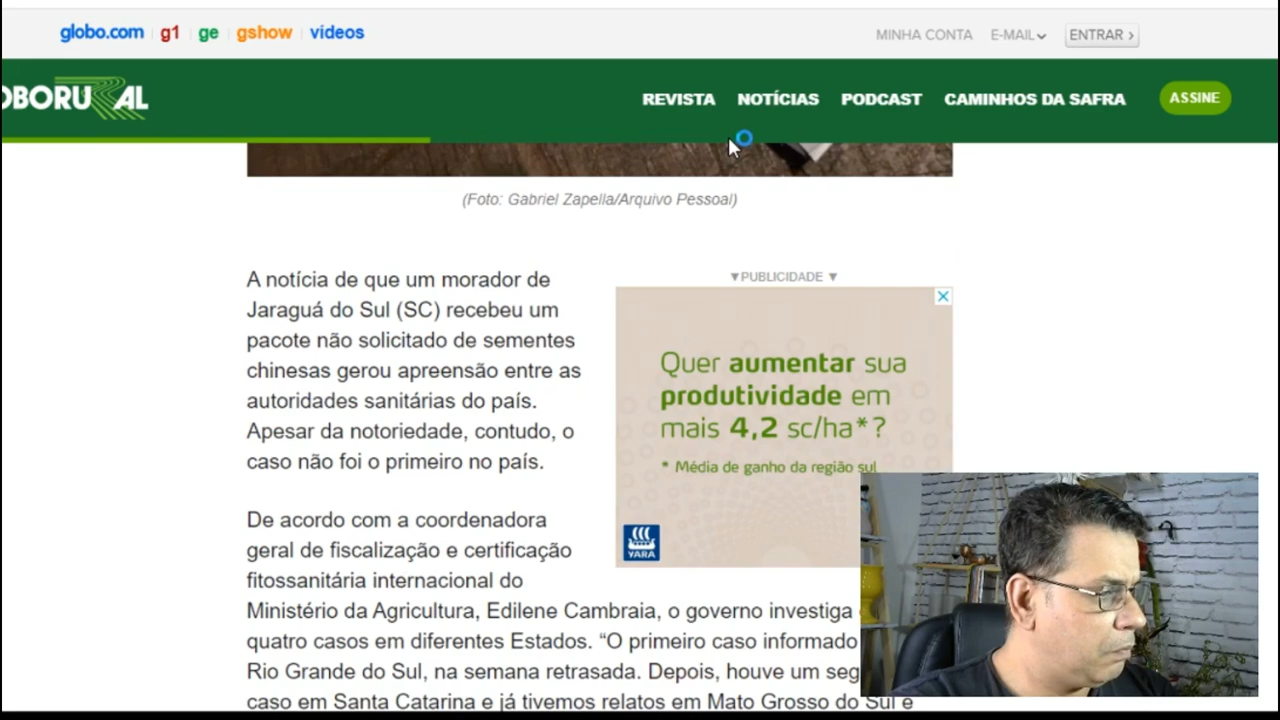 globo.com g1 ge gshow vídeos
MINHA CONTA E-MAIL ENTRAR ›
OBORURAL REVISTA NOTÍCIAS PODCAST CAMINHOS DA SAFRA ASSINE
(Foto: Gabriel Zapella/Arquivo Pessoal)
A notícia de que um morador de
Jaraguá do Sul (SC) recebeu um
pacote não solicitado de sementes
chinesas gerou apreensão entre as
autoridades sanitárias do país.
Apesar da notoriedade, contudo, o
caso não foi o primeiro no país.
▼PUBLICIDADE ▼
Quer aumentar sua
produtividade em
mais 4,2 sc/ha*?
* Média de ganho da região sul
YARA
De acordo com a coordenadora
geral de fiscalização e certificação
fitossanitária internacional do
Ministério da Agricultura, Edilene Cambraia, o governo investiga
quatro casos em diferentes Estados. “O primeiro caso informado
Rio Grande do Sul, na semana retrasada. Depois, houve um seg
caso em Santa Catarina e já tivemos relatos em Mato Grosso do Sul e